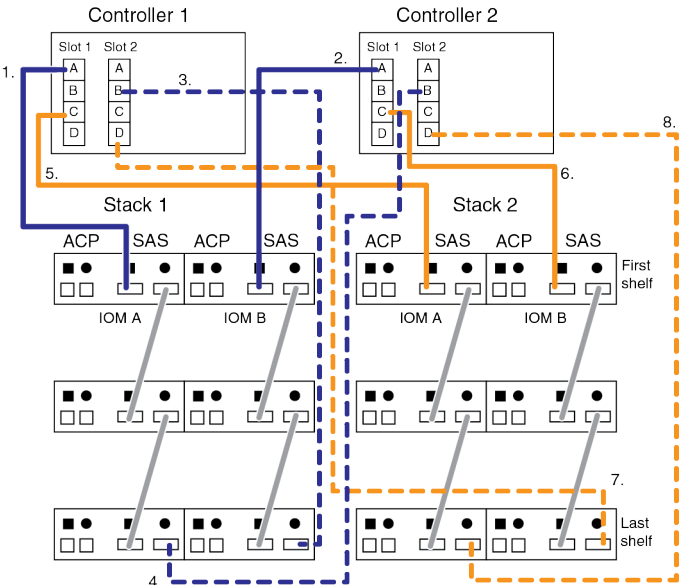 Controller 1
Controller 2
Slot 1
Slot 2
Slot 1
Slot 2
1.
A
A
2.
A
A
B
B
3.
B
B
C
C
C
C
D
D
D
D
8.
5.
6.
Stack 1
Stack 2
ACP
SAS
ACP
SAS
ACP
SAS
ACP
SAS
First
shelf
IOM A
IOM B
IOM A
IOM B
7.
Last
shelf
4